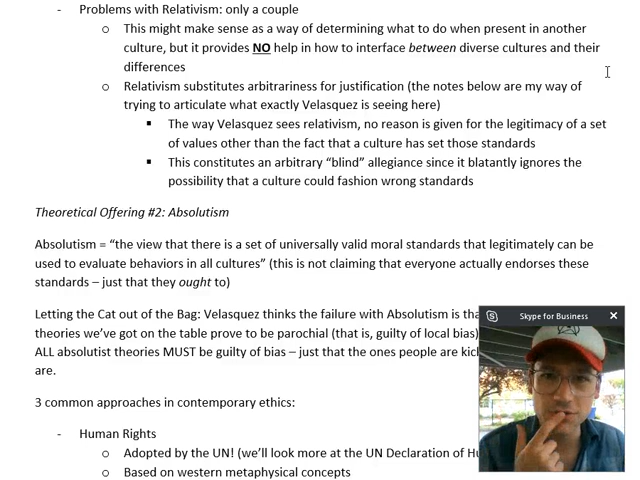 - Problems with Relativism: only a couple
o This might make sense as a way of determining what to do when present in another
culture, but it provides NO help in how to interface between diverse cultures and their
differences
o Relativism substitutes arbitrariness for justification (the notes below are my way of
trying to articulate what exactly Velasquez is seeing here)
▪ The way Velasquez sees relativism, no reason is given for the legitimacy of a set
of values other than the fact that a culture has set those standards
▪ This constitutes an arbitrary “blind” allegiance since it blatantly ignores the
possibility that a culture could fashion wrong standards
Theoretical Offering #2: Absolutism
Absolutism = “the view that there is a set of universally valid moral standards that legitimately can be
used to evaluate behaviors in all cultures” (this is not claiming that everyone actually endorses these
standards – just that they ought to)
Letting the Cat out of the Bag: Velasquez thinks the failure with Absolutism is
theories we’ve got on the table prove to be parochial (that is, guilty of local bias)
ALL absolutist theories MUST be guilty of bias – just that the ones people are
are.
Skype for Business
3 common approaches in contemporary ethics:
- Human Rights
o Adopted by the UN! (we’ll look more at the UN Declaration of
o Based on western metaphysical concepts